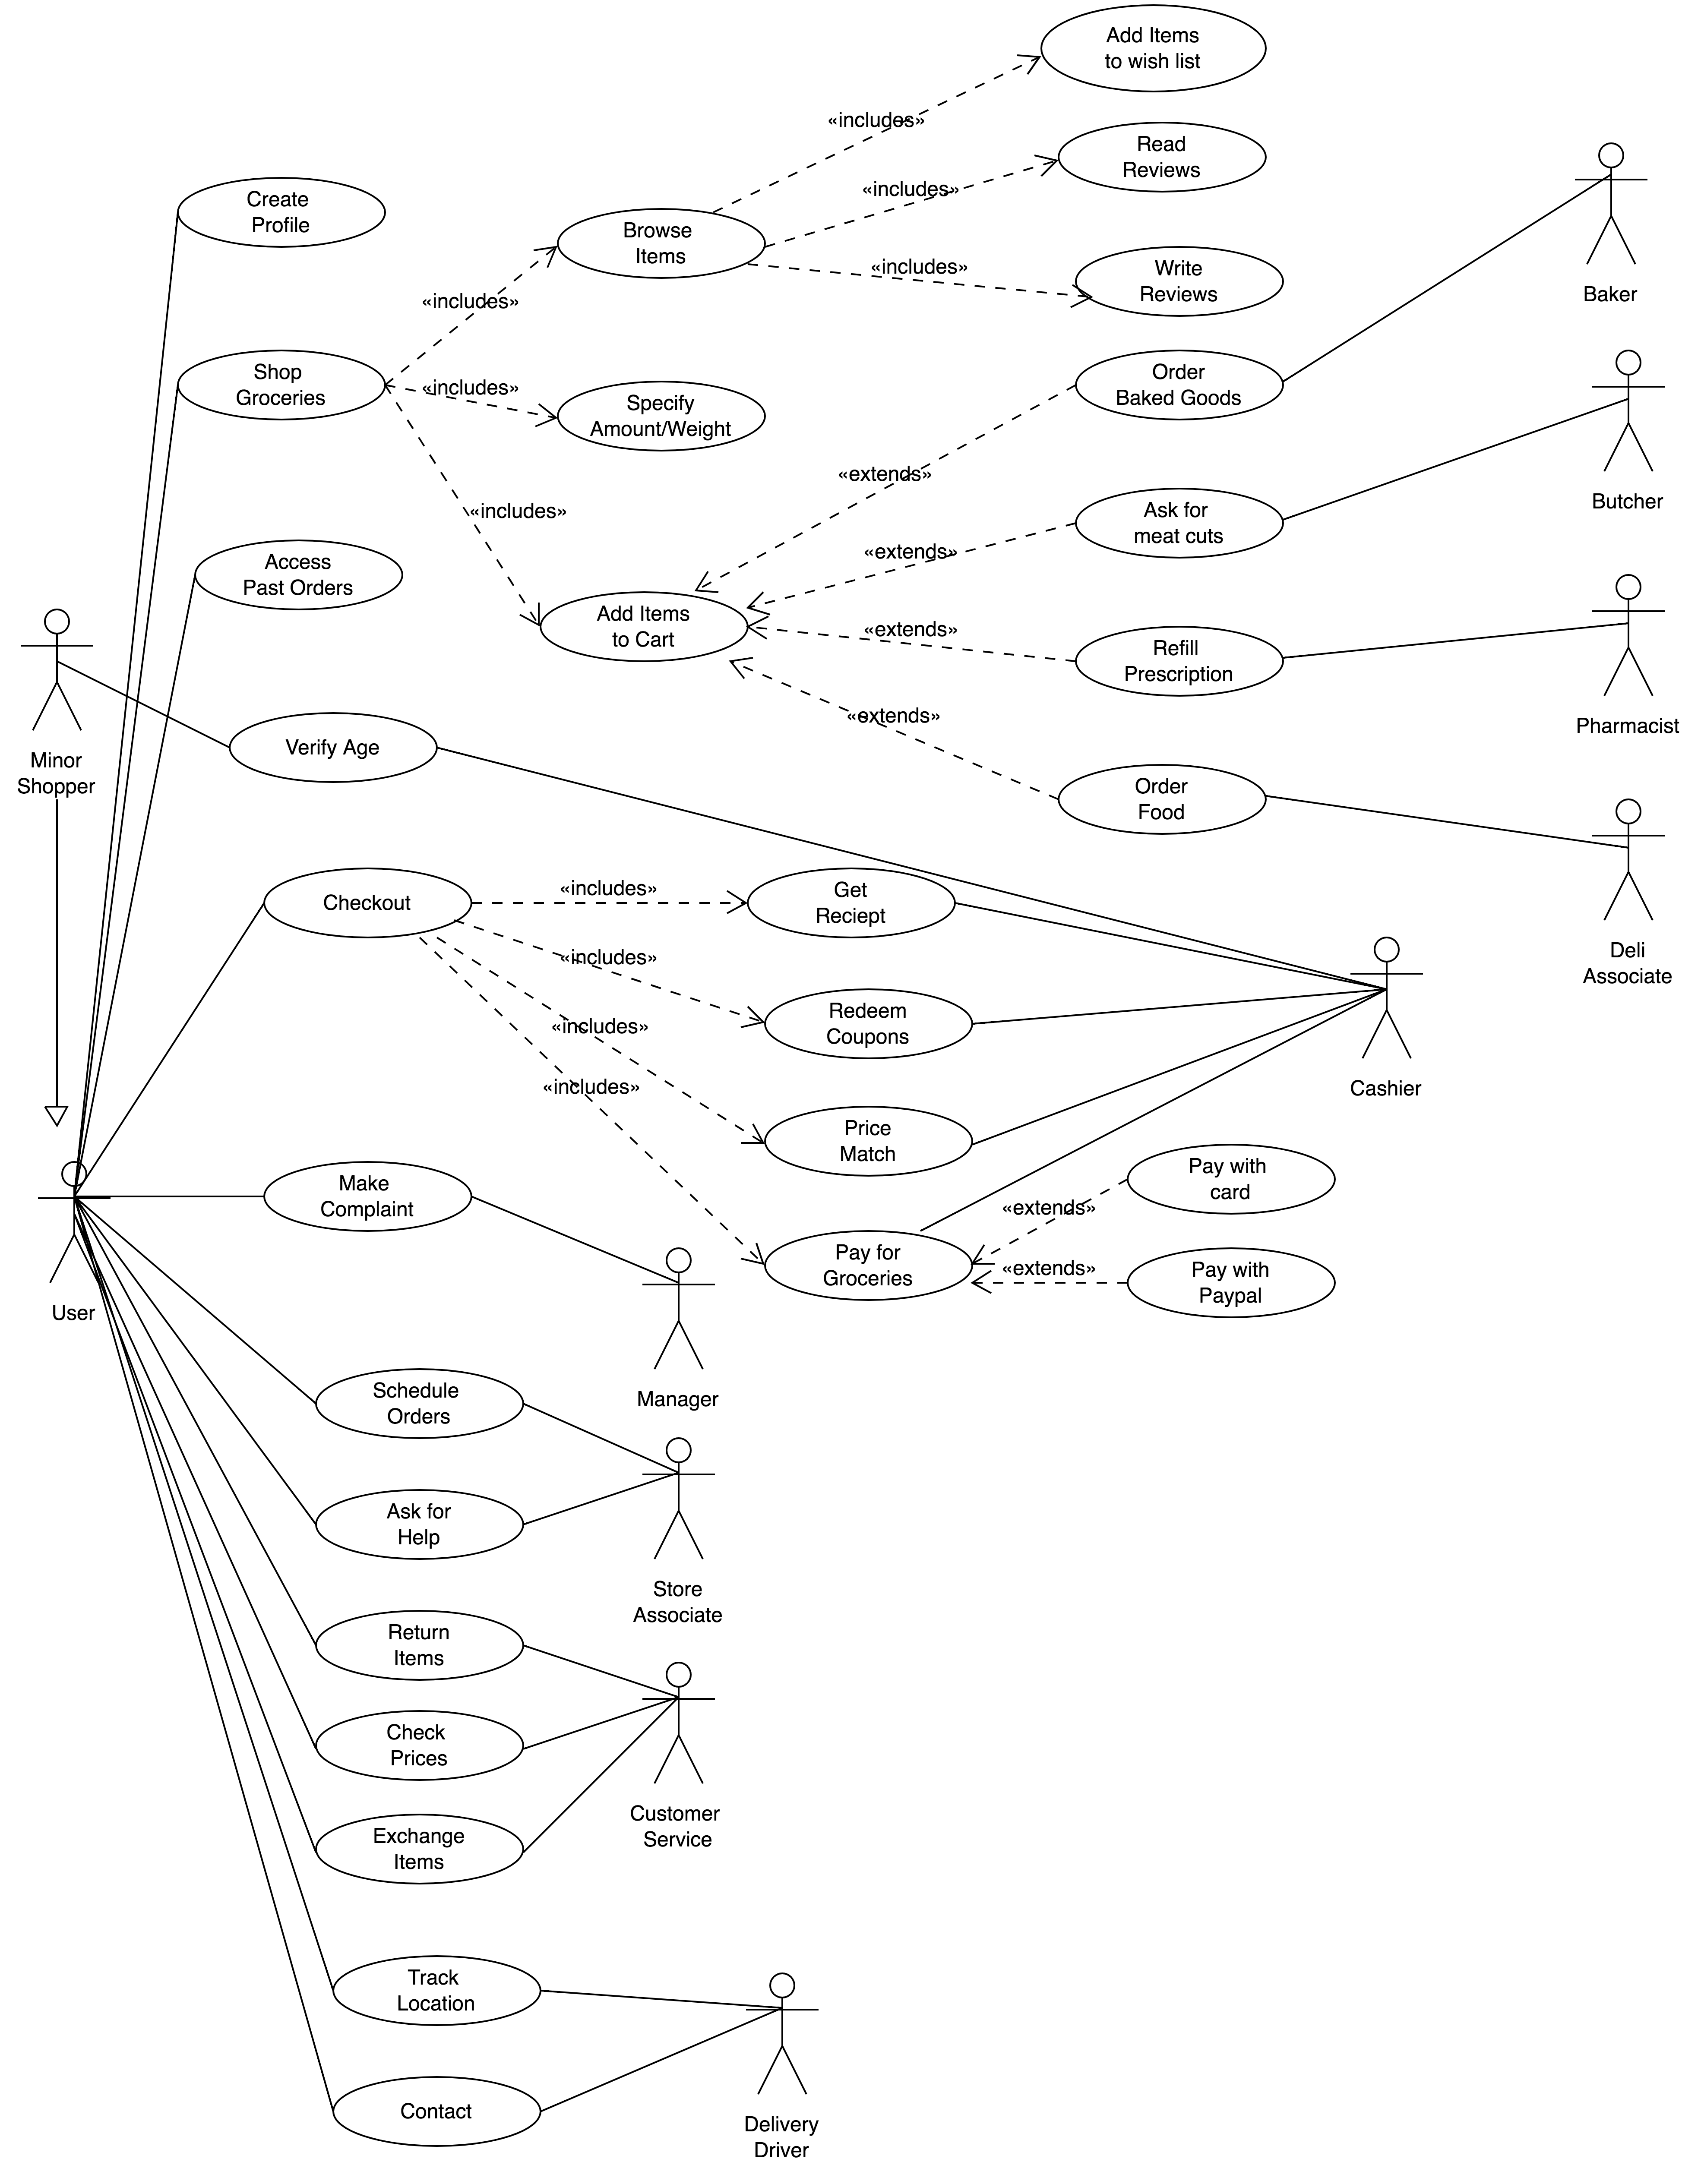 Add Items
to wish list
«includes»
Read
Reviews
«includes»
Create
Profile
Browse
Items
«includes»
Write
Reviews
Baker
«includes»
Shop
Groceries
«includes»
Specify
Amount/Weight
Order
Baked Goods
«extends»
Butcher
«includes»
Ask for
meat cuts
«extends»
Access
Past Orders
Add Items
to Cart
«extends»
Refill
Prescription
Pharmacist
«extends»
Minor
Shopper
Verify Age
Order
Food
Checkout
«includes»
Get
Reciept
Deli
Associate
«includes»
Redeem
Coupons
«includes»
Cashier
«includes»
Price
Match
Make
Complaint
Pay with
card
«extends»
Pay for
Groceries
«extends»
Pay with
Paypal
User
Manager
Schedule
Orders
Ask for
Help
Store
Associate
Return
Items
Check
Prices
Customer
Service
Exchange
Items
Track
Location
Contact
Delivery
Driver